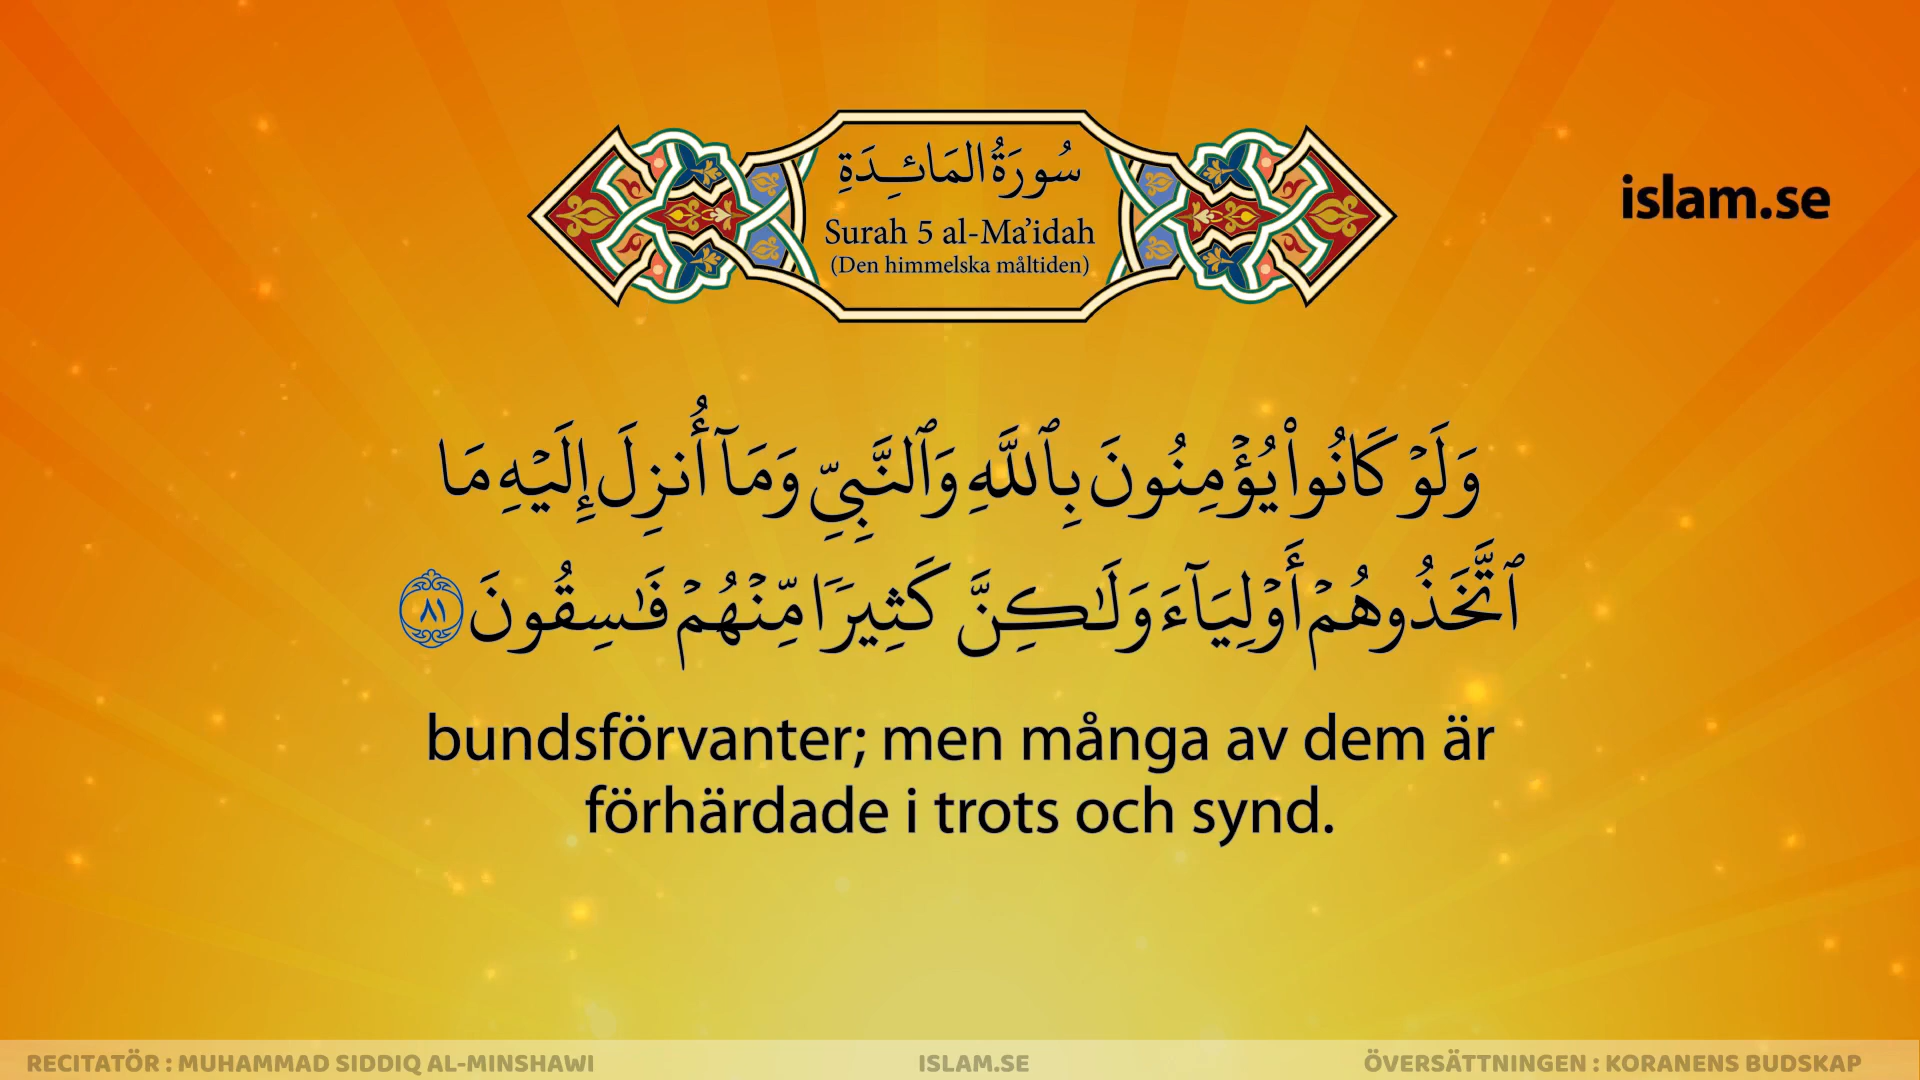 سُورَةُ المَائِدَةِ
Surah 5 al-Ma’idah
(Den himmelska måltiden)
islam.se
وَلَوۡ كَانُواْ يُؤۡمِنُونَ بِٱللَّهِ وَٱلنَّبِيِّ وَمَآ أُنزِلَ إِلَيۡهِ مَا
ٱتَّخَذُوهُمۡ أَوۡلِيَآءَ وَلَٰكِنَّ كَثِيرٗا مِّنۡهُمۡ فَٰسِقُونَ ٨١
bundsförvanter; men många av dem är
förhärdade i trots och synd.
RECITATÖR : MUHAMMAD SIDDIQ AL-MINSHAWI
ISLAM.SE
ÖVERSÄTTNINGEN : KORANENS BUDSKAP